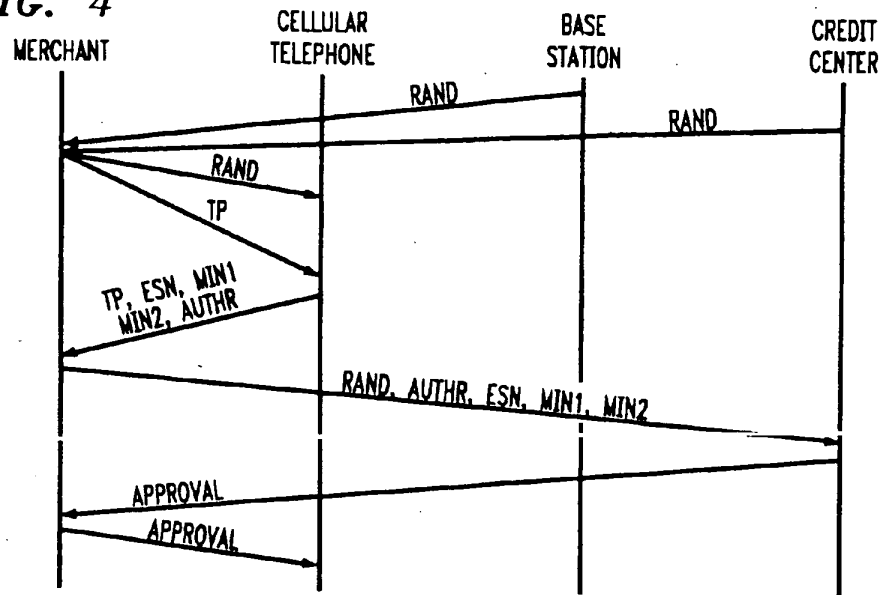 FIG. 4
MERCHANT
CELLULAR
TELEPHONE
BASE
STATION
CREDIT
CENTER
RAND
RAND
RAND
TP
TP, ESN, MIN1
MIN2, AUTHR
RAND, AUTHR, ESN, MIN1, MIN2
APPROVAL
APPROVAL